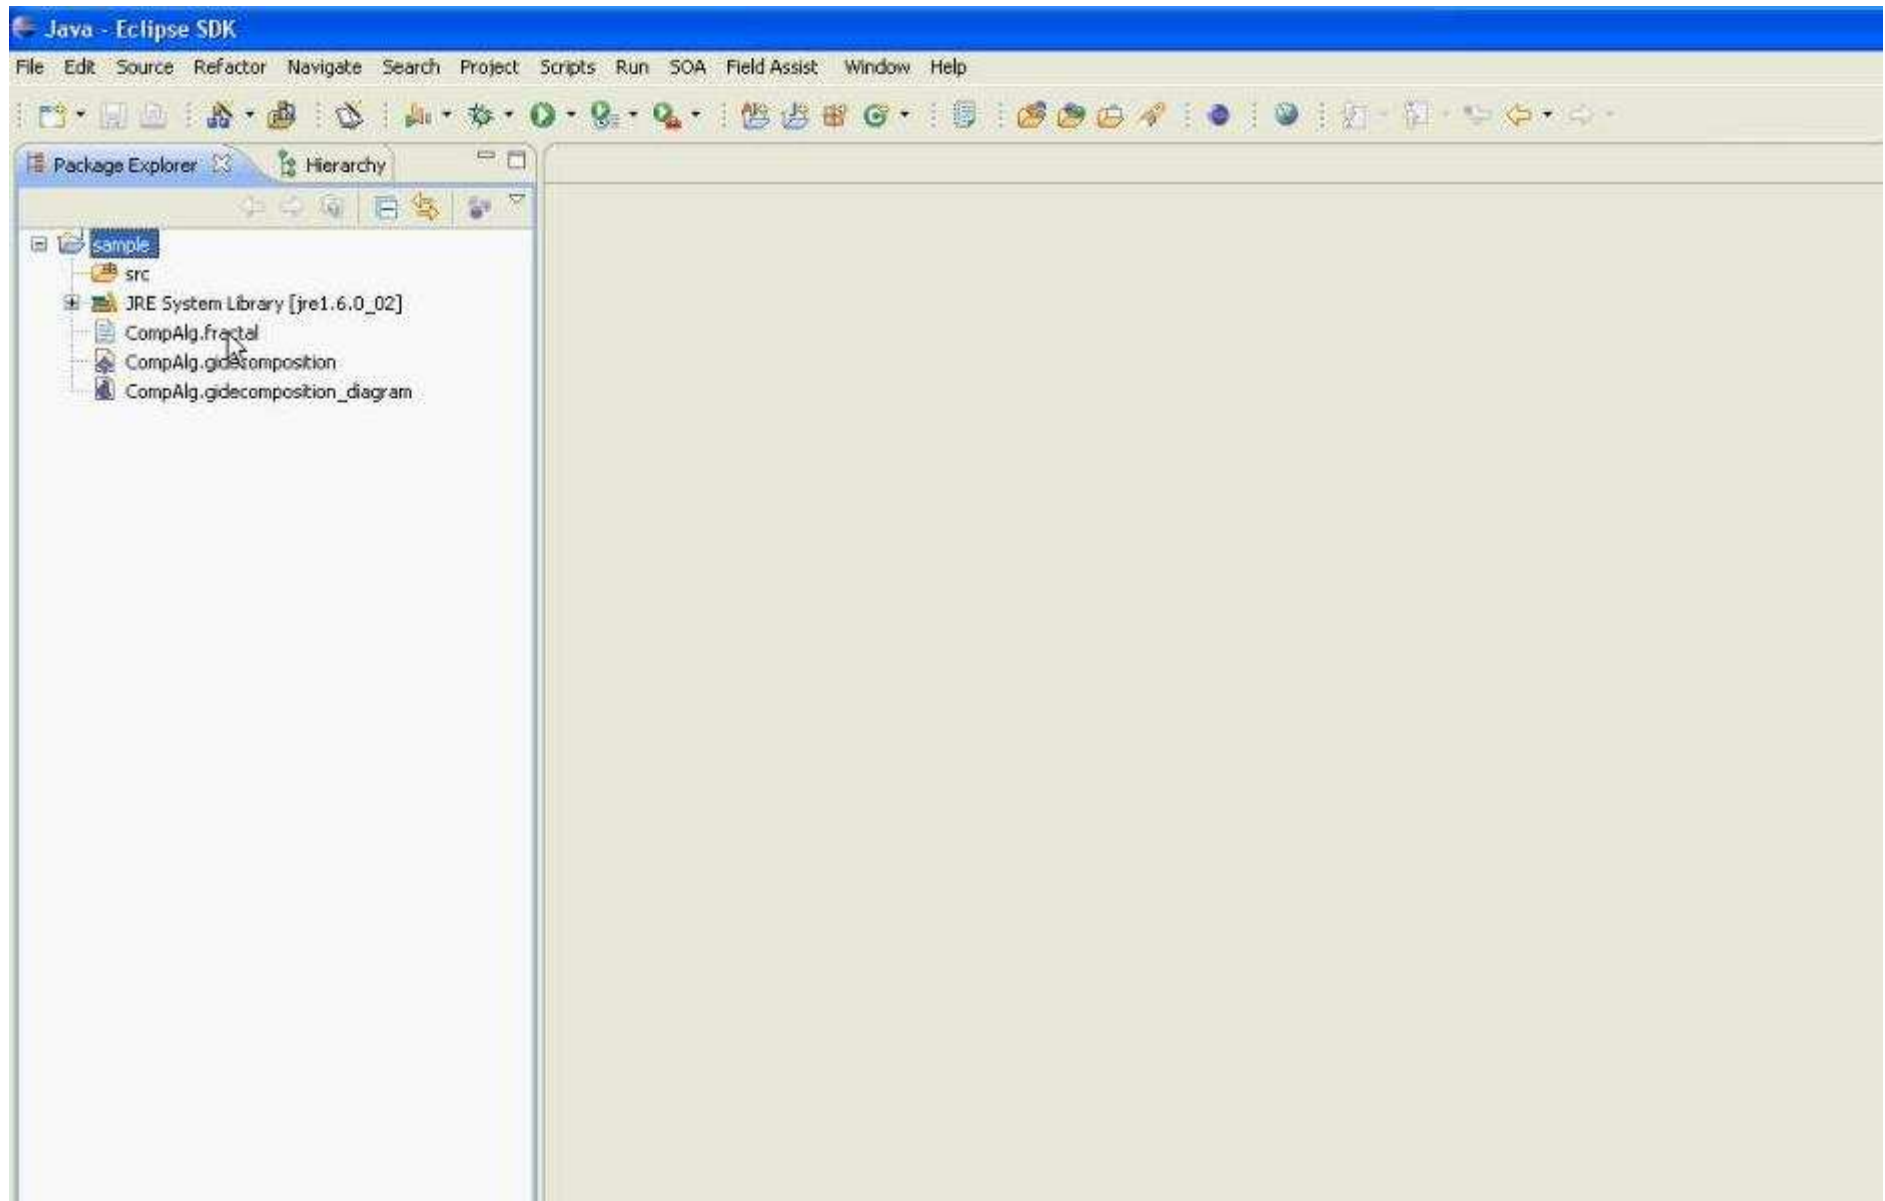 Java - Eclipse SDK
File Edit Source Refactor Navigate Search Project Scripts Run SOA Field Assist Window Help
Package Explorer Hierarchy
sample
src
JRE System Library [jre1.6.0_02]
CompAlg.fractal
CompAlg.gidecomposition
CompAlg.gidecomposition_diagram